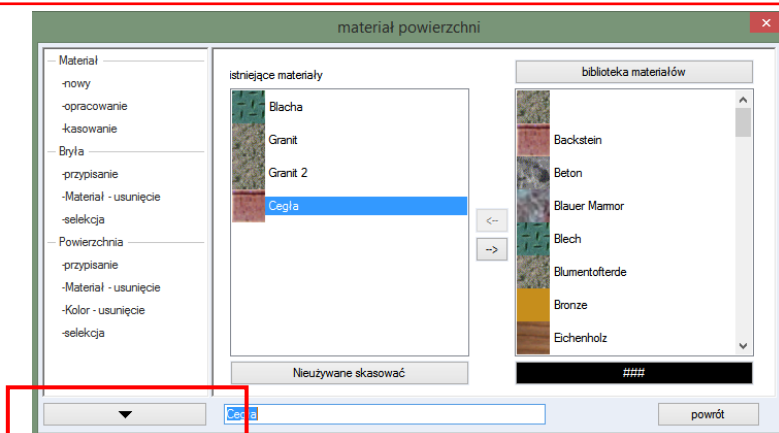 materiał powierzchni
Materiał
-nowy
-opracowanie
-kasowanie
Bryła
-przypisanie
-Materiał - usunięcie
-selekcja
Powierzchnia
-przypisanie
-Materiał - usunięcie
-Kolor - usunięcie
-selekcja
istniejące materiały
Blacha
Granit
Granit 2
Cegła
Nieużywane skasować
<--
-->
biblioteka materiałów
Backstein
Beton
Blauer Marmor
Blech
Blumentofterde
Bronze
Eichenholz
###
Cegła
powrót